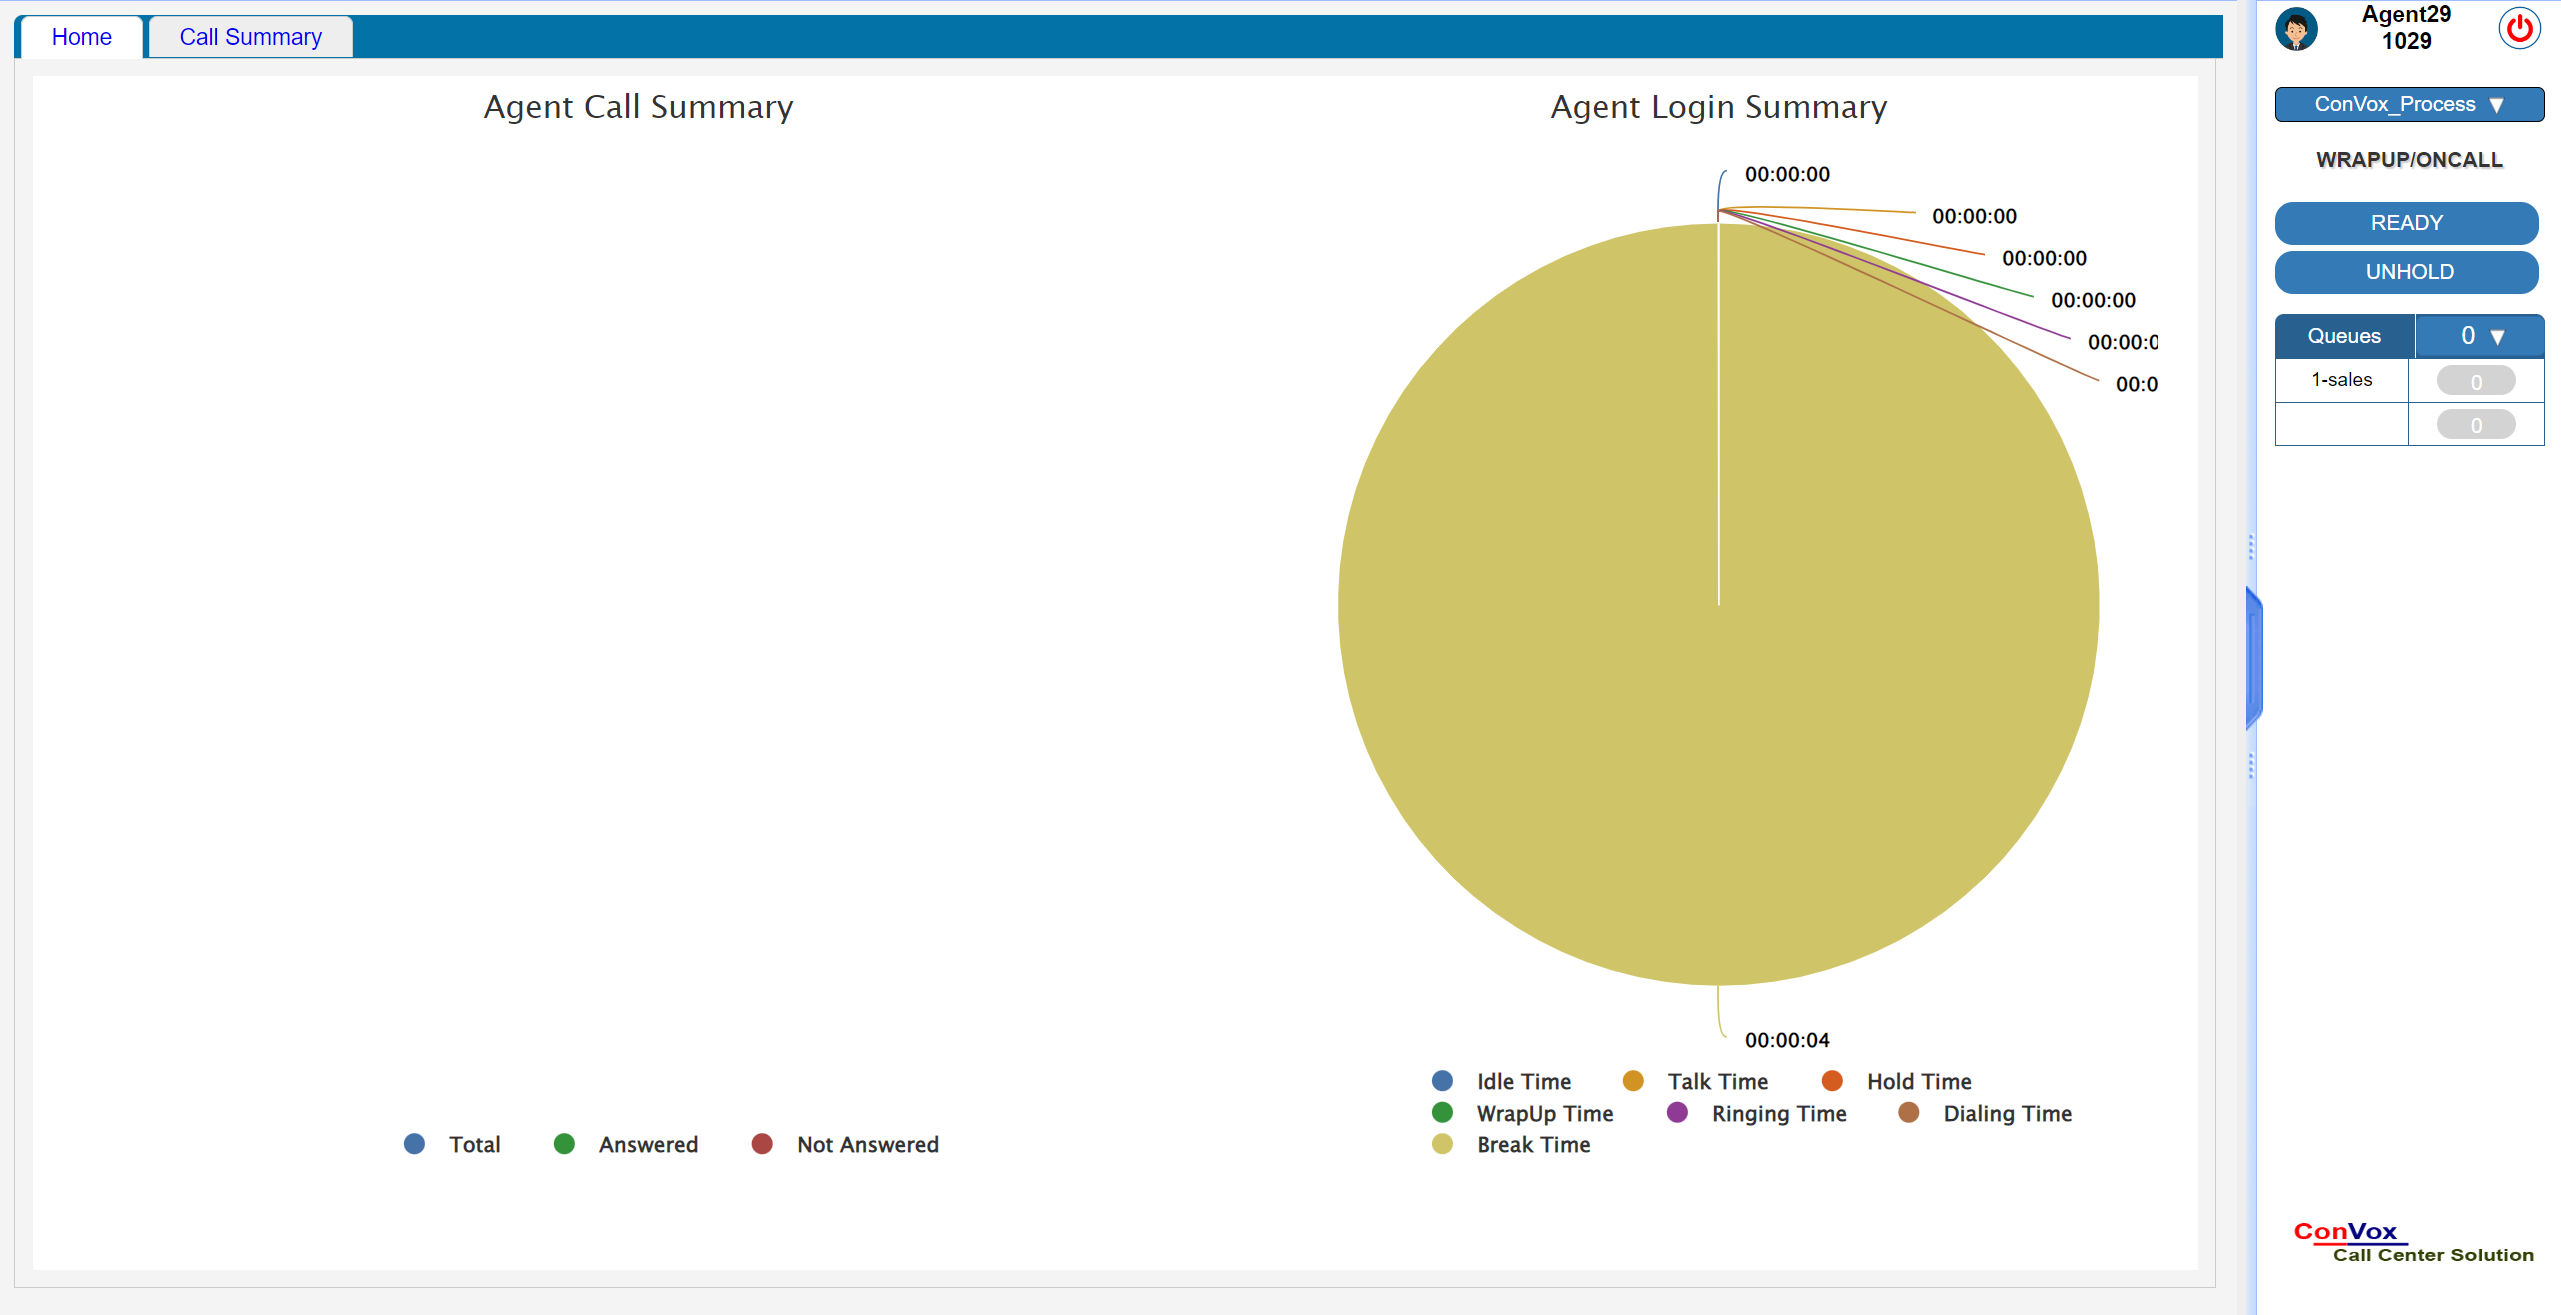 Home
Call Summary
Agent Call Summary
Total
Answered
Not Answered
Agent Login Summary
00:00:00
00:00:00
00:00:00
00:00:00
00:00:0
00:0
00:00:04
Idle Time
Talk Time
Hold Time
WrapUp Time
Ringing Time
Dialing Time
Break Time
Agent29
1029
ConVox_Process ▼
WRAPUP/ONCALL
READY
UNHOLD
Queues
0 ▼
1-sales
0
0
ConVox
Call Center Solution